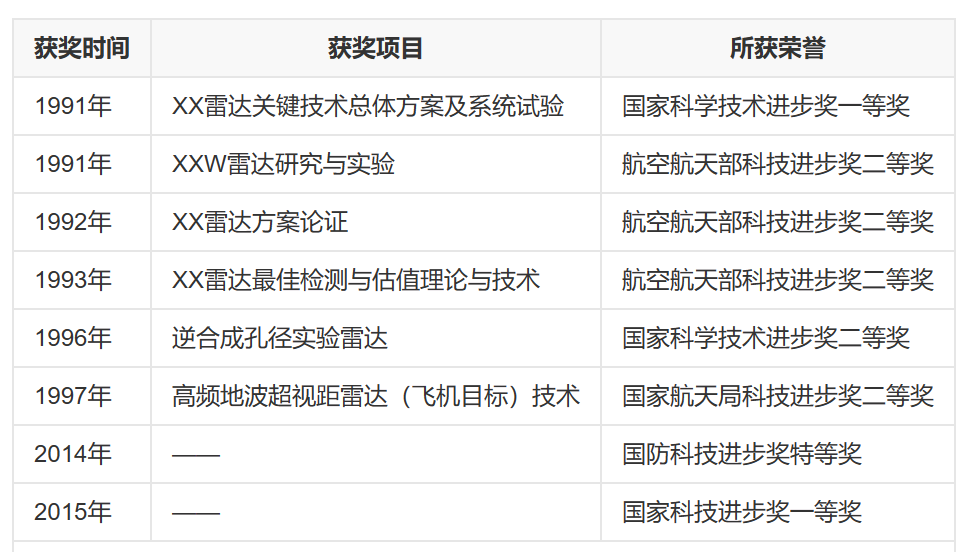 获奖时间 获奖项目 所获荣誉
1991年 XX雷达关键技术总体方案及系统试验 国家科学技术进步奖一等奖
1991年 XXW雷达研究与实验 航空航天部科技进步奖二等奖
1992年 XX雷达方案论证 航空航天部科技进步奖二等奖
1993年 XX雷达最佳检测与估值理论与技术 航空航天部科技进步奖二等奖
1996年 逆合成孔径实验雷达 国家科学技术进步奖二等奖
1997年 高频地波超视距雷达（飞机目标）技术 国家航天局科技进步奖二等奖
2014年 —— 国防科技进步奖特等奖
2015年 —— 国家科技进步奖一等奖